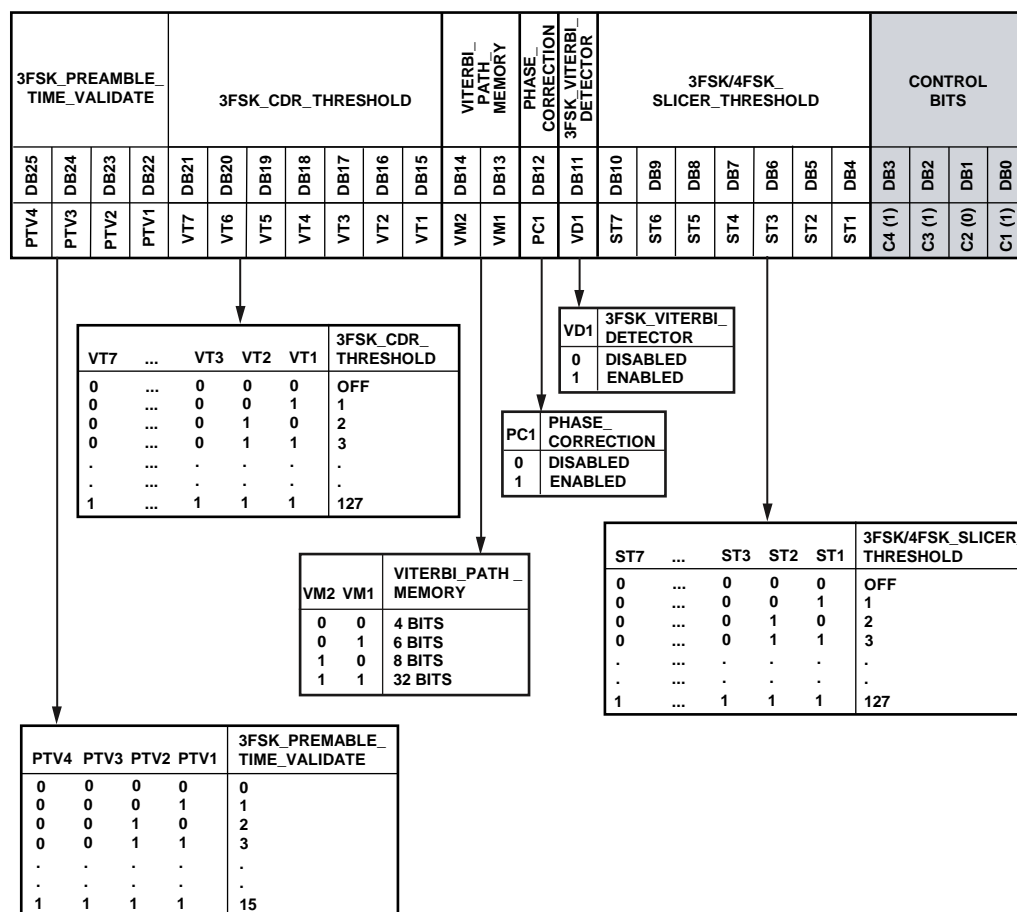 3FSK_PREAMBLE_
TIME_VALIDATE
3FSK_CDR_THRESHOLD
VITERBI_
PATH_
MEMORY
PHASE_
CORRECTION
3FSK_VITERBI_
DETECTOR
3FSK/4FSK_
SLICER_THRESHOLD
CONTROL
BITS
DB25 DB24 DB23 DB22 DB21 DB20 DB19 DB18 DB17 DB16 DB15 DB14 DB13 DB12 DB11 DB10 DB9 DB8 DB7 DB6 DB5 DB4 DB3 DB2 DB1 DB0
PTV4 PTV3 PTV2 PTV1 VT7 VT6 VT5 VT4 VT3 VT2 VT1 VM2 VM1 PC1 VD1 ST7 ST6 ST5 ST4 ST3 ST2 ST1 C4 (1) C3 (1) C2 (0) C1 (1)
VD1 3FSK_VITERBI_
DETECTOR
0 DISABLED
1 ENABLED
VT7 ... VT3 VT2 VT1 3FSK_CDR_
THRESHOLD
0 ... 0 0 0 OFF
0 ... 0 0 1 1
0 ... 0 1 0 2
0 ... 0 1 1 3
. ... . . . .
. ... . . . .
1 ... 1 1 1 127
PC1 PHASE_
CORRECTION
0 DISABLED
1 ENABLED
ST7 ... ST3 ST2 ST1 3FSK/4FSK_SLICER_
THRESHOLD
0 ... 0 0 0 OFF
0 ... 0 0 1 1
0 ... 0 1 0 2
0 ... 0 1 1 3
. ... . . . .
. ... . . . .
1 ... 1 1 1 127
VM2 VM1 VITERBI_PATH _
MEMORY
0 0 4 BITS
0 1 6 BITS
1 0 8 BITS
1 1 32 BITS
PTV4 PTV3 PTV2 PTV1 3FSK_PREMABLE_
TIME_VALIDATE
0 0 0 0 0
0 0 0 1 1
0 0 1 0 2
0 0 1 1 3
. . . . .
. . . . .
1 1 1 1 15